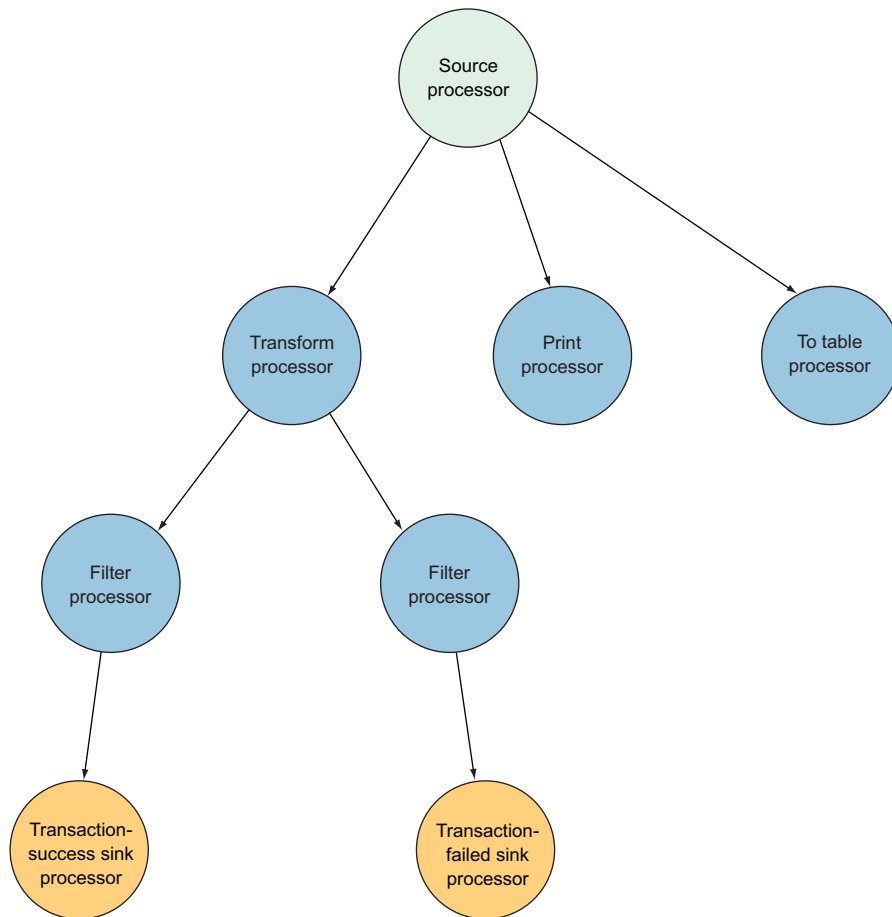 Source
processor
Transform
processor
Print
processor
To table
processor
Filter
processor
Filter
processor
Transaction-
success sink
processor
Transaction-
failed sink
processor